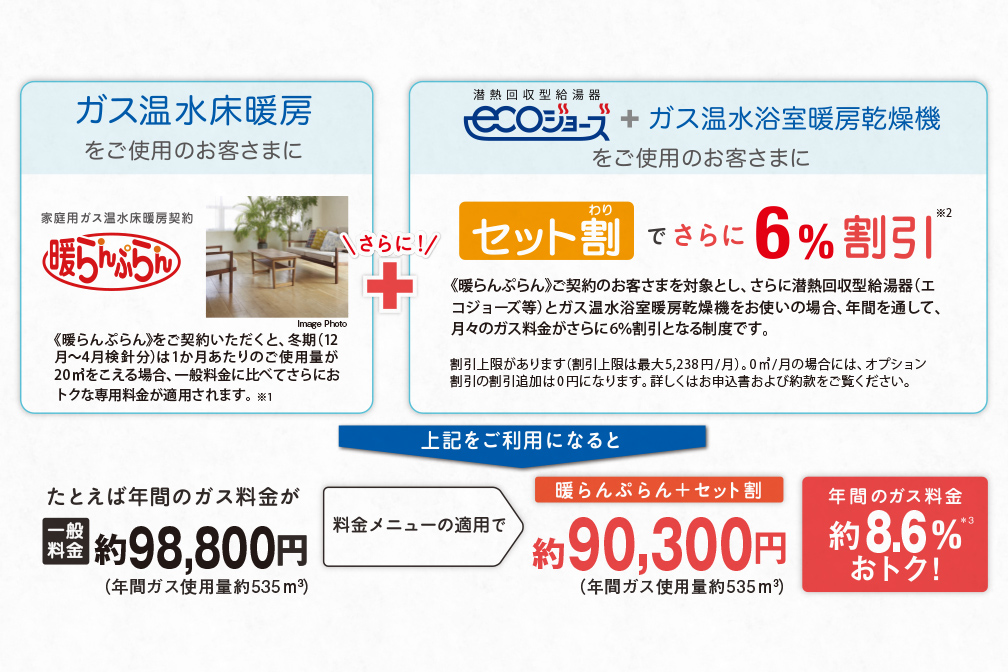 ガス温水床暖房
をご使用のお客さまに
家庭用ガス温水床暖房契約
暖らんぷらん
Image Photo
《暖らんぷらん》をご契約いただくと、冬期(12
月〜4月検針分)は1か月あたりのご使用量が
20㎥をこえる場合、一般料金に比べてさらにお
トクな専用料金が適用されます。※1
さらに!
+
潜熱回収型給湯器
ecoジョーズ + ガス温水浴室暖房乾燥機
をご使用のお客さまに
わり
セット割 で さらに 6%割引※2
《暖らんぷらん》ご契約のお客さまを対象とし、さらに潜熱回収型給湯器(エ
コジョーズ等)とガス温水浴室暖房乾燥機をお使いの場合、年間を通して、
月々のガス料金がさらに6%割引となる制度です。
割引上限があります(割引上限は最大5,238円/月)。0㎥/月の場合には、オプション
割引の割引追加は0円になります。詳しくはお申込書および約款をご覧ください。
上記をご利用になると
たとえば年間のガス料金が
一般
料金
約98,800円
(年間ガス使用量約535m³)
料金メニューの適用で
暖らんぷらん+セット割
約90,300円
(年間ガス使用量約535m³)
年間のガス料金
約8.6%※3
おトク!